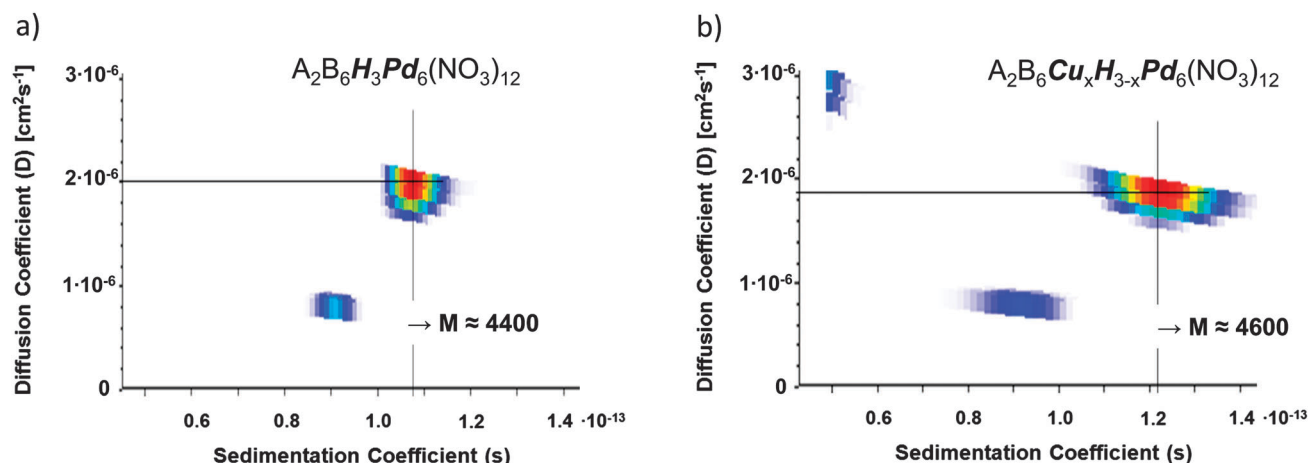 a)
A₂B₆H₃Pd₆(NO₃)₁₂
Diffusion Coefficient (D) [cm²s⁻¹]
3·10⁻⁶
2·10⁻⁶
1·10⁻⁶
0
→ M ≈ 4400
0.6 0.8 1.0 1.2 1.4 ·10⁻¹³
Sedimentation Coefficient (s)
b)
A₂B₆CuₓH₃₋ₓPd₆(NO₃)₁₂
Diffusion Coefficient (D) [cm²s⁻¹]
3·10⁻⁶
2·10⁻⁶
1·10⁻⁶
0
→ M ≈ 4600
0.6 0.8 1.0 1.2 1.4 ·10⁻¹³
Sedimentation Coefficient (s)